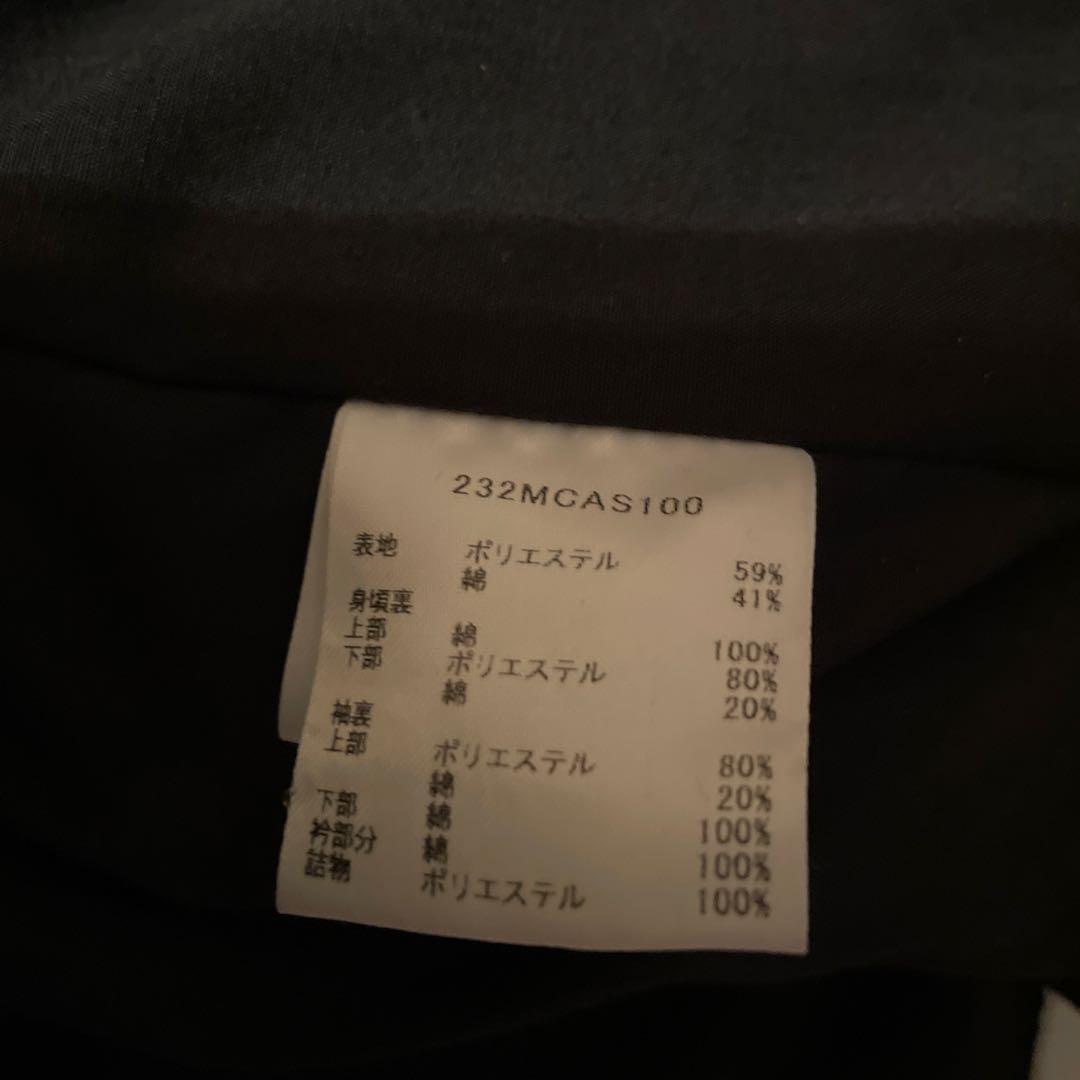 232MCAS100
表地 ポリエステル 59%
綿 41%
身頃裏
上部 綿 100%
下部 ポリエステル 80%
綿 20%
袖裏
上部 ポリエステル 80%
綿 20%
下部 綿 100%
衿部分 綿 100%
詰物 ポリエステル 100%